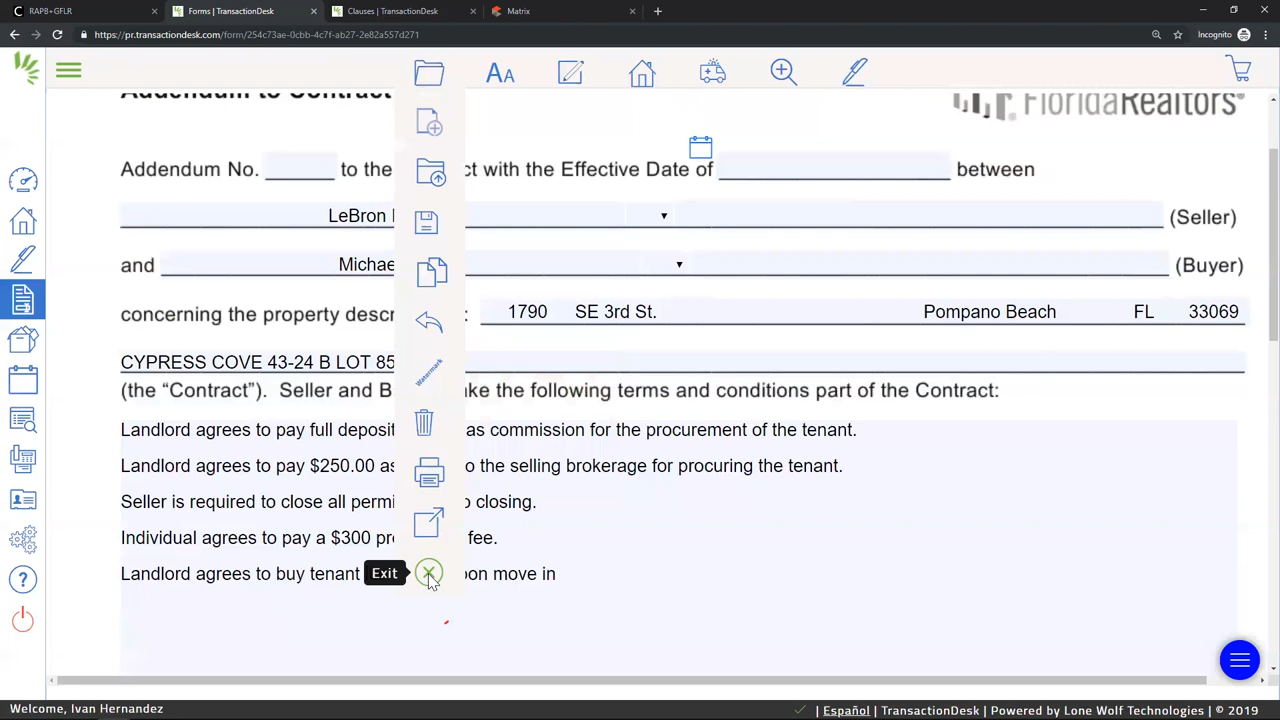 RAPB+GFLR
Forms | TransactionDesk
Clauses | TransactionDesk
Matrix
https://pr.transactiondesk.com/form/254c73ae-0cbb-4c7f-ab27-2e82a557d271
Incognito
Addendum to Contract
FloridaRealtors®
Addendum No. to the ct with the Effective Date of between
LeBron (Seller)
and Michae (Buyer)
concerning the property descr :
1790 SE 3rd St. Pompano Beach FL 33069
CYPRESS COVE 43-24 B LOT 85
(the “Contract”). Seller and B ke the following terms and conditions part of the Contract:
Landlord agrees to pay full deposit as commission for the procurement of the tenant.
Landlord agrees to pay $250.00 as o the selling brokerage for procuring the tenant.
Seller is required to close all permi o closing.
Individual agrees to pay a $300 pr fee.
Landlord agrees to buy tenant pon move in
Watermark
Exit
Welcome, Ivan Hernandez
| Español | TransactionDesk | Powered by Lone Wolf Technologies | © 2019